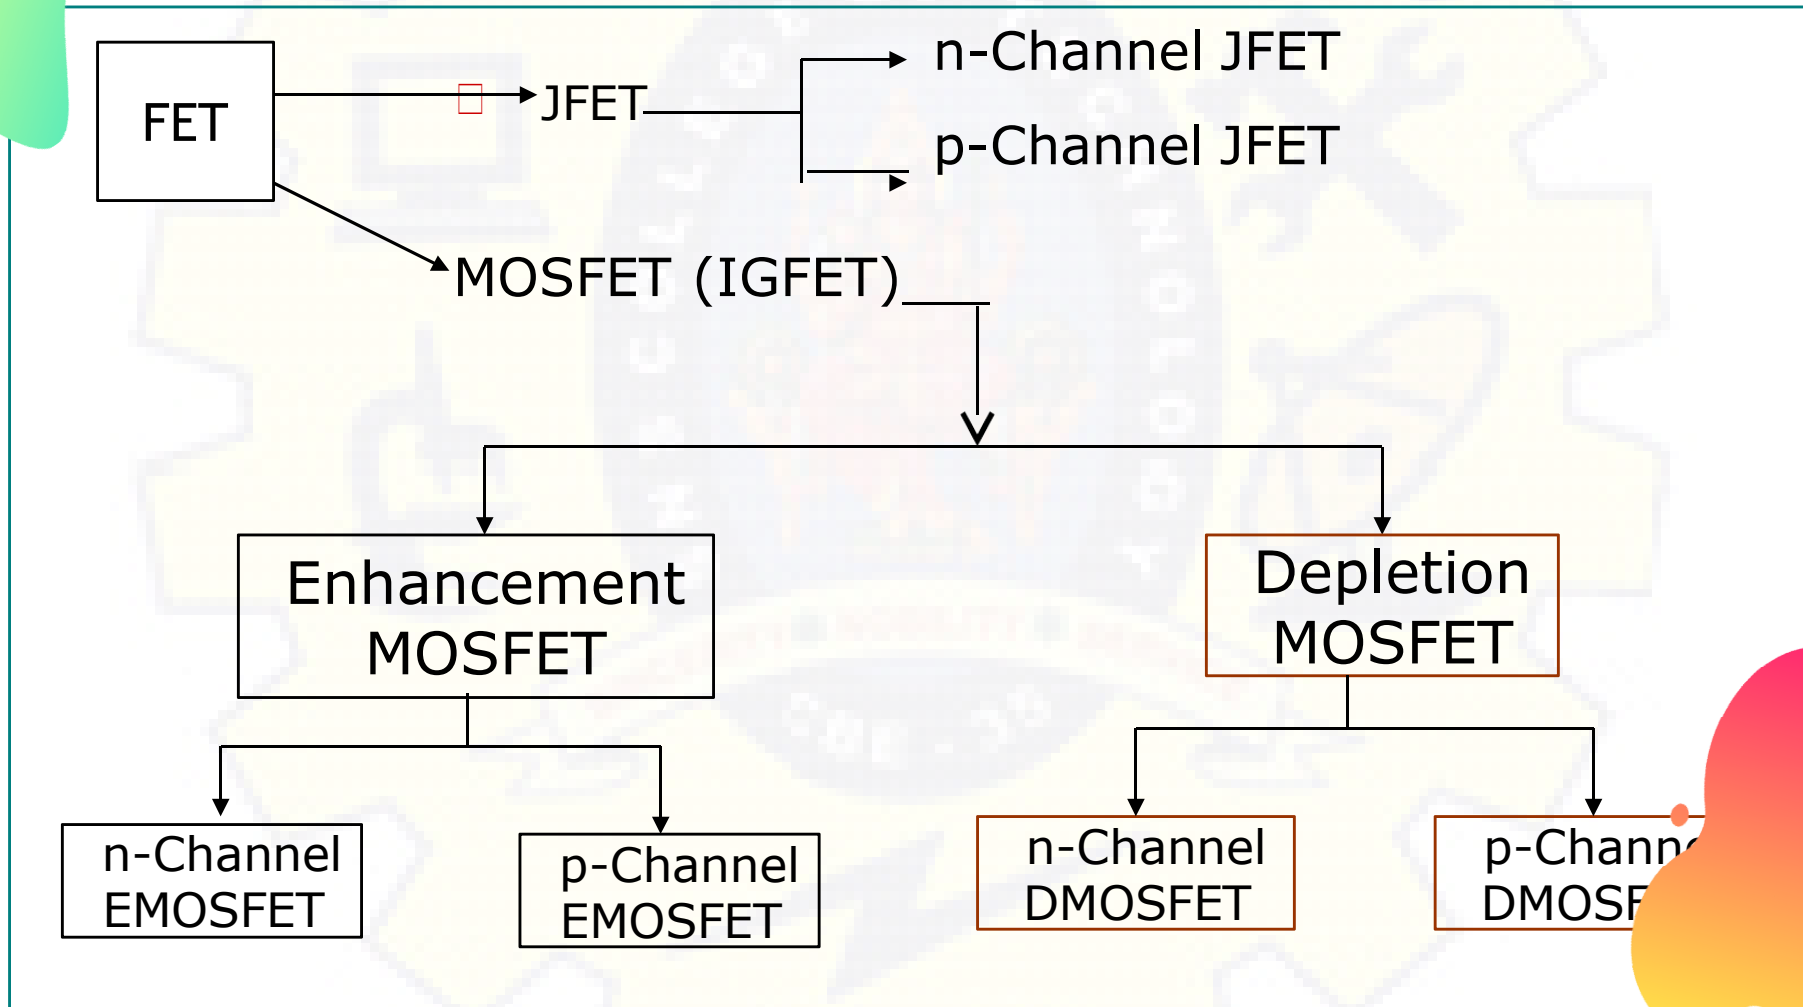 FET
JFET
n-Channel JFET
p-Channel JFET
MOSFET (IGFET)
Enhancement
MOSFET
Depletion
MOSFET
n-Channel
EMOSFET
p-Channel
EMOSFET
n-Channel
DMOSFET